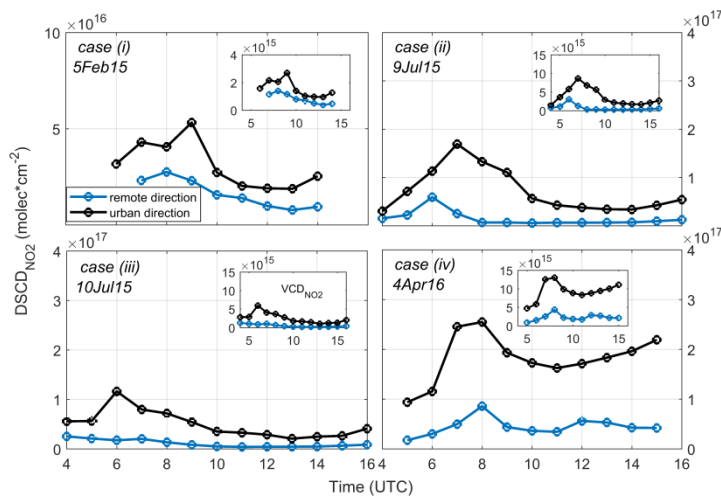 ×10^16
10
case (i)
5Feb15
×10^15
4
2
0
5 10 15
5
remote direction
urban direction
×10^17
4
case (ii)
9Jul15
×10^15
15
10
5
0
5 10 15
3
2
1
0
DSCD_NO2 (molec*cm^-2)
×10^17
4
case (iii)
10Jul15
×10^15
15
10
5
0
VCD_NO2
5 10 15
3
2
1
0
4 6 8 10 12 14 16
×10^17
4
case (iv)
4Apr16
×10^15
15
10
5
0
5 10 15
3
2
1
0
4 6 8 10 12 14 16
Time (UTC)